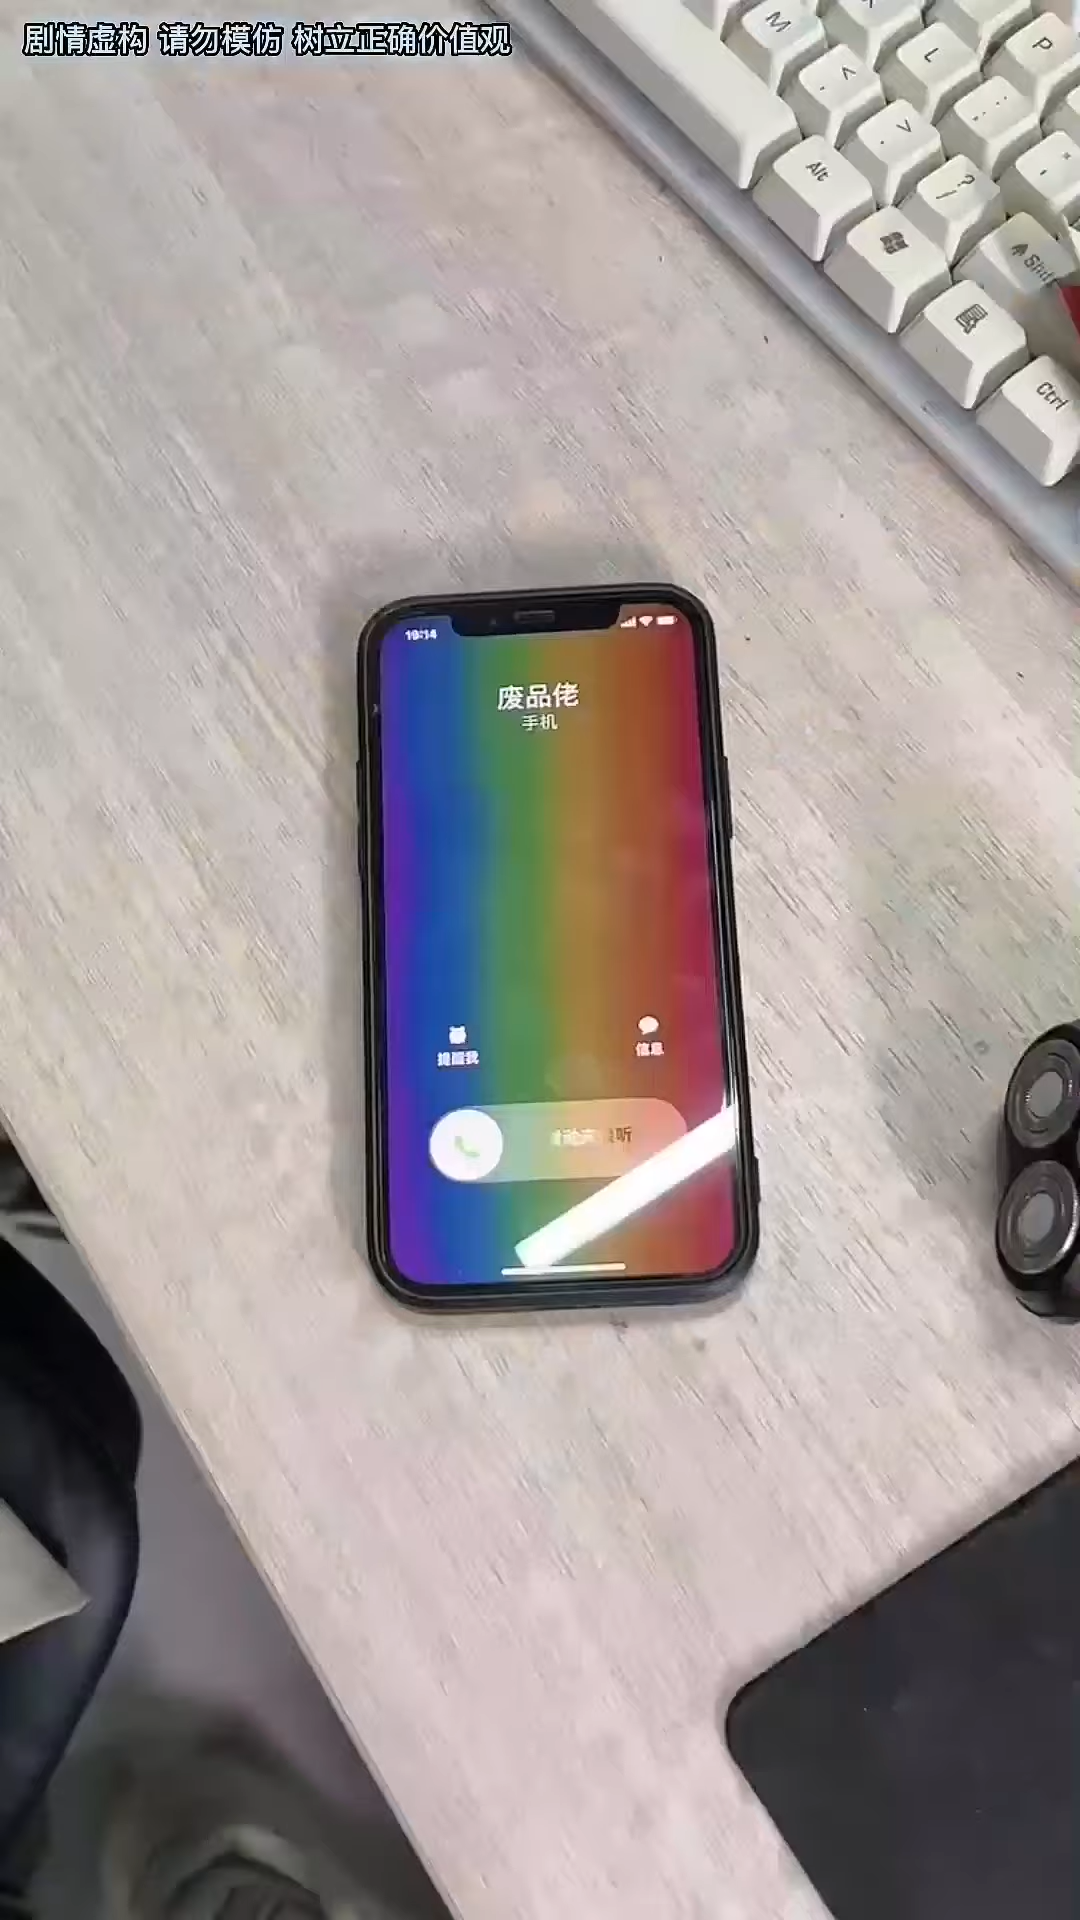 剧情虚构 请勿模仿 树立正确价值观
M
K
L
P
<
,
>
.
:
;
"
'
Alt
?
/
Shift
Ctrl
19:14
废品佬
手机
提醒我
信息